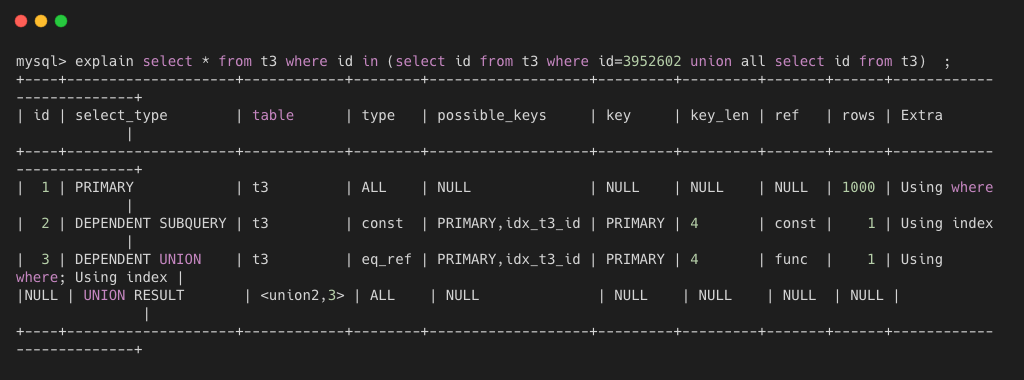 mysql> explain select * from t3 where id in (select id from t3 where id=3952602 union all select id from t3)  ;
+----+--------------------+------------+--------+-------------------+---------+---------+-------+------+------------
--------------+
| id | select_type        | table      | type   | possible_keys     | key     | key_len | ref   | rows | Extra
             |
+----+--------------------+------------+--------+-------------------+---------+---------+-------+------+------------
--------------+
|  1 | PRIMARY            | t3         | ALL    | NULL              | NULL    | NULL    | NULL  | 1000 | Using where
             |
|  2 | DEPENDENT SUBQUERY | t3         | const  | PRIMARY,idx_t3_id | PRIMARY | 4       | const |    1 | Using index
             |
|  3 | DEPENDENT UNION    | t3         | eq_ref | PRIMARY,idx_t3_id | PRIMARY | 4       | func  |    1 | Using
where; Using index |
|NULL | UNION RESULT       | <union2,3> | ALL    | NULL              | NULL    | NULL    | NULL  | NULL |
               |
+----+--------------------+------------+--------+-------------------+---------+---------+-------+------+------------
--------------+